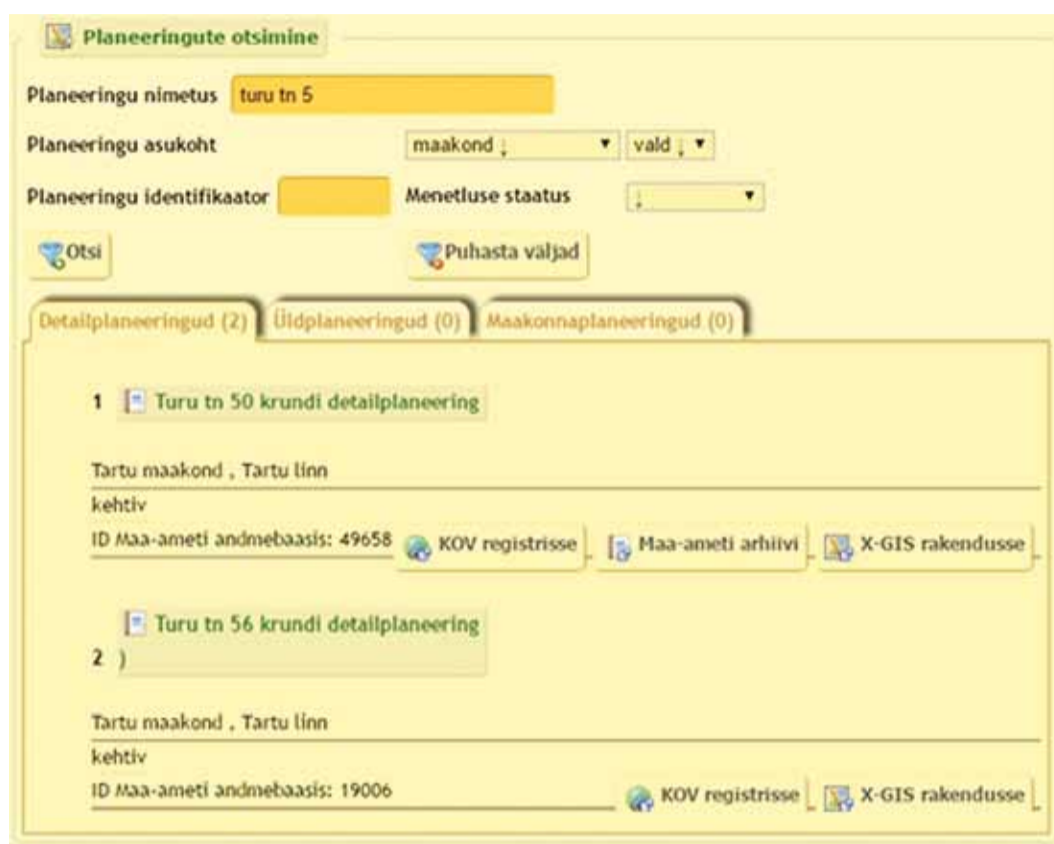 Planeeringute otsimine
Planeeringu nimetus turu tn 5
Planeeringu asukoht maakond ↓ vald ↓
Planeeringu identifikaator Menetluse staatus ↓
Otsi Puhasta väljad
Detailplaneeringud (2) Üldplaneeringud (0) Maakonnaplaneeringud (0)
1 Turu tn 50 krundi detailplaneering
Tartu maakond , Tartu linn
kehtiv
ID Maa-ameti andmebaasis: 49658 KOV registrisse Maa-ameti arhiivi X-GIS rakendusse
Turu tn 56 krundi detailplaneering
2 )
Tartu maakond , Tartu linn
kehtiv
ID Maa-ameti andmebaasis: 19006 KOV registrisse X-GIS rakendusse